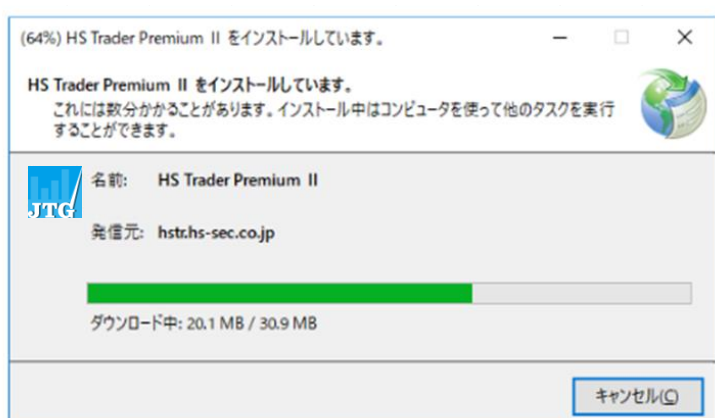 (64%) HS Trader Premium Ⅱ をインストールしています。
HS Trader Premium Ⅱ をインストールしています。
これには数分かかることがあります。インストール中はコンピュータを使って他のタスクを実行
することができます。
JTG
名前: HS Trader Premium Ⅱ
発信元: hstr.hs-sec.co.jp
ダウンロード中: 20.1 MB / 30.9 MB
キャンセル(C)